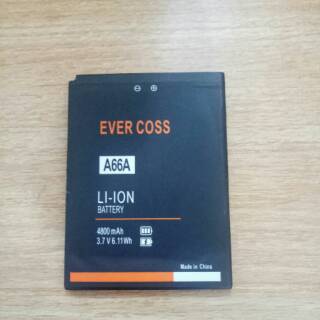 EVER COSS
A66A
LI-ION
BATTERY
4800 mAh
3.7 V 6.11Wh
Made in China